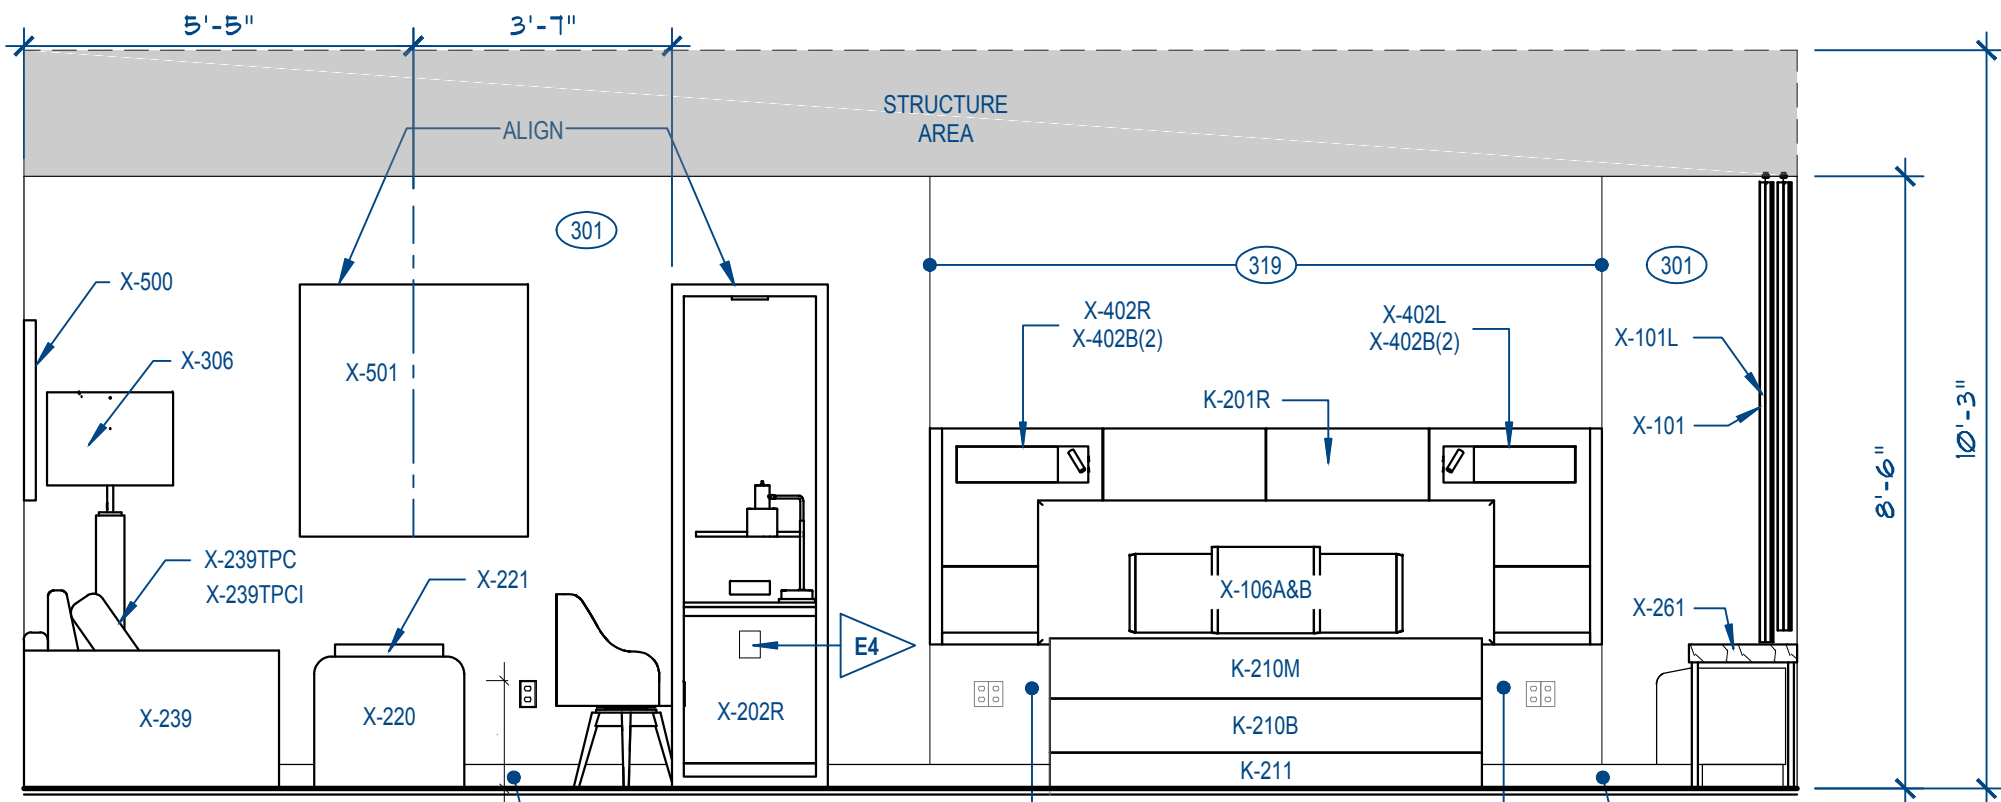 5'-5"
3'-7"
STRUCTURE
AREA
ALIGN
301
319
301
X-500
X-402R
X-402B(2)
X-402L
X-402B(2)
X-101L
X-306
X-501
K-201R
X-101
10'-3"
8'-6"
X-239TPC
X-239TPCI
X-221
X-106A&B
X-261
E4
K-210M
X-239
X-220
X-202R
K-210B
K-211